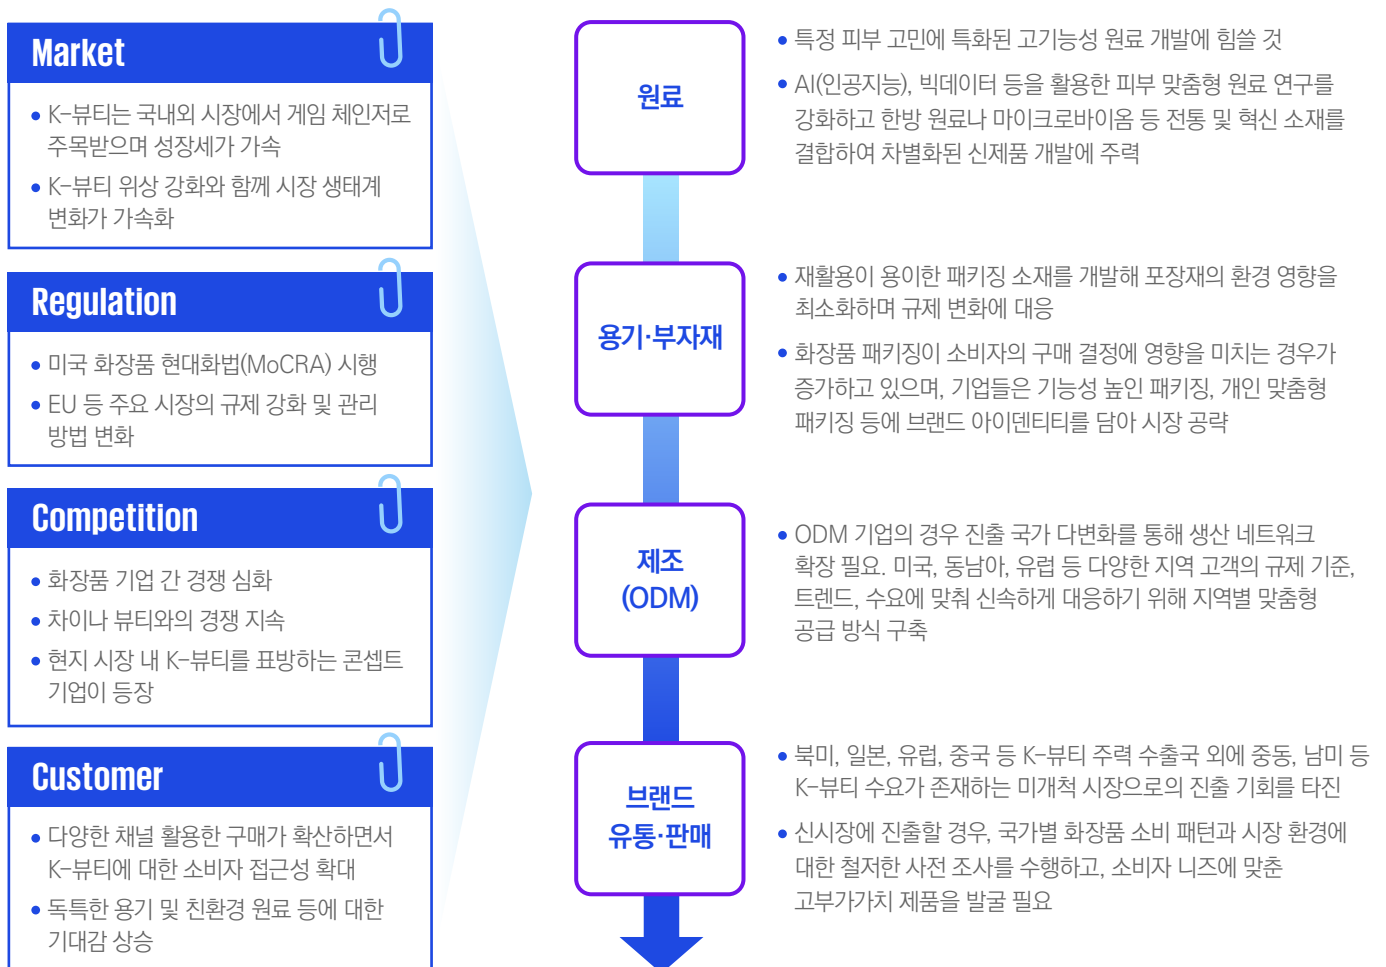 Market
• K-뷰티는 국내외 시장에서 게임 체인저로
주목받으며 성장세가 가속
• K-뷰티 위상 강화와 함께 시장 생태계
변화가 가속화
Regulation
• 미국 화장품 현대화법(MoCRA) 시행
• EU 등 주요 시장의 규제 강화 및 관리
방법 변화
Competition
• 화장품 기업 간 경쟁 심화
• 차이나 뷰티와의 경쟁 지속
• 현지 시장 내 K-뷰티를 표방하는 콘셉트
기업이 등장
Customer
• 다양한 채널 활용한 구매가 확산하면서
K-뷰티에 대한 소비자 접근성 확대
• 독특한 용기 및 친환경 원료 등에 대한
기대감 상승
원료
• 특정 피부 고민에 특화된 고기능성 원료 개발에 힘쓸 것
• AI(인공지능), 빅데이터 등을 활용한 피부 맞춤형 원료 연구를
강화하고 한방 원료나 마이크로바이옴 등 전통 및 혁신 소재를
결합하여 차별화된 신제품 개발에 주력
용기·부자재
• 재활용이 용이한 패키징 소재를 개발해 포장재의 환경 영향을
최소화하며 규제 변화에 대응
• 화장품 패키징이 소비자의 구매 결정에 영향을 미치는 경우가
증가하고 있으며, 기업들은 기능성 높인 패키징, 개인 맞춤형
패키징 등에 브랜드 아이덴티티를 담아 시장 공략
제조
(ODM)
• ODM 기업의 경우 진출 국가 다변화를 통해 생산 네트워크
확장 필요. 미국, 동남아, 유럽 등 다양한 지역 고객의 규제 기준,
트렌드, 수요에 맞춰 신속하게 대응하기 위해 지역별 맞춤형
공급 방식 구축
브랜드
유통·판매
• 북미, 일본, 유럽, 중국 등 K-뷰티 주력 수출국 외에 중동, 남미 등
K-뷰티 수요가 존재하는 미개척 시장으로의 진출 기회를 타진
• 신시장에 진출할 경우, 국가별 화장품 소비 패턴과 시장 환경에
대한 철저한 사전 조사를 수행하고, 소비자 니즈에 맞춘
고부가가치 제품을 발굴 필요